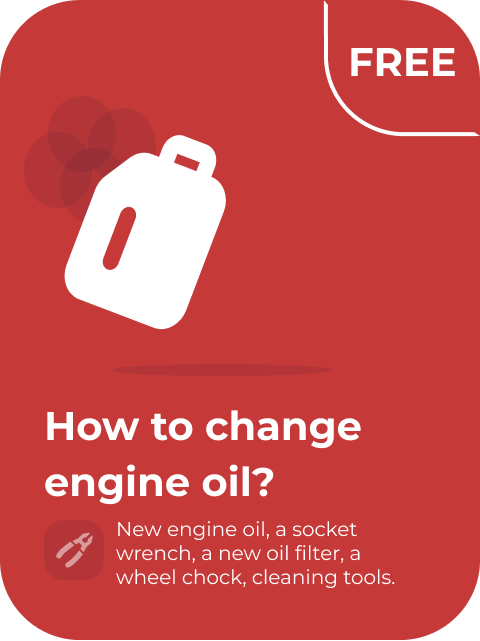 FREE
How to change
engine oil?
New engine oil, a socket
wrench, a new oil filter, a
wheel chock, cleaning tools.